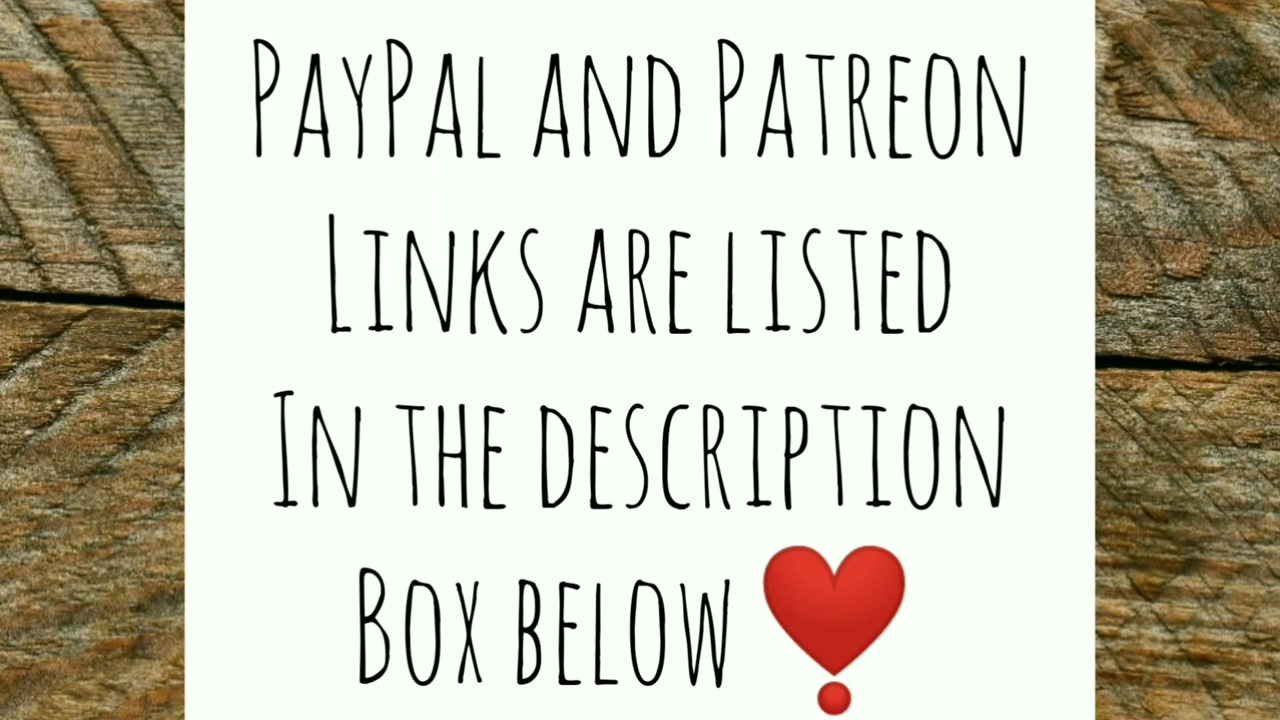 PayPal and Patreon
Links are listed
In the description
Box below ❣